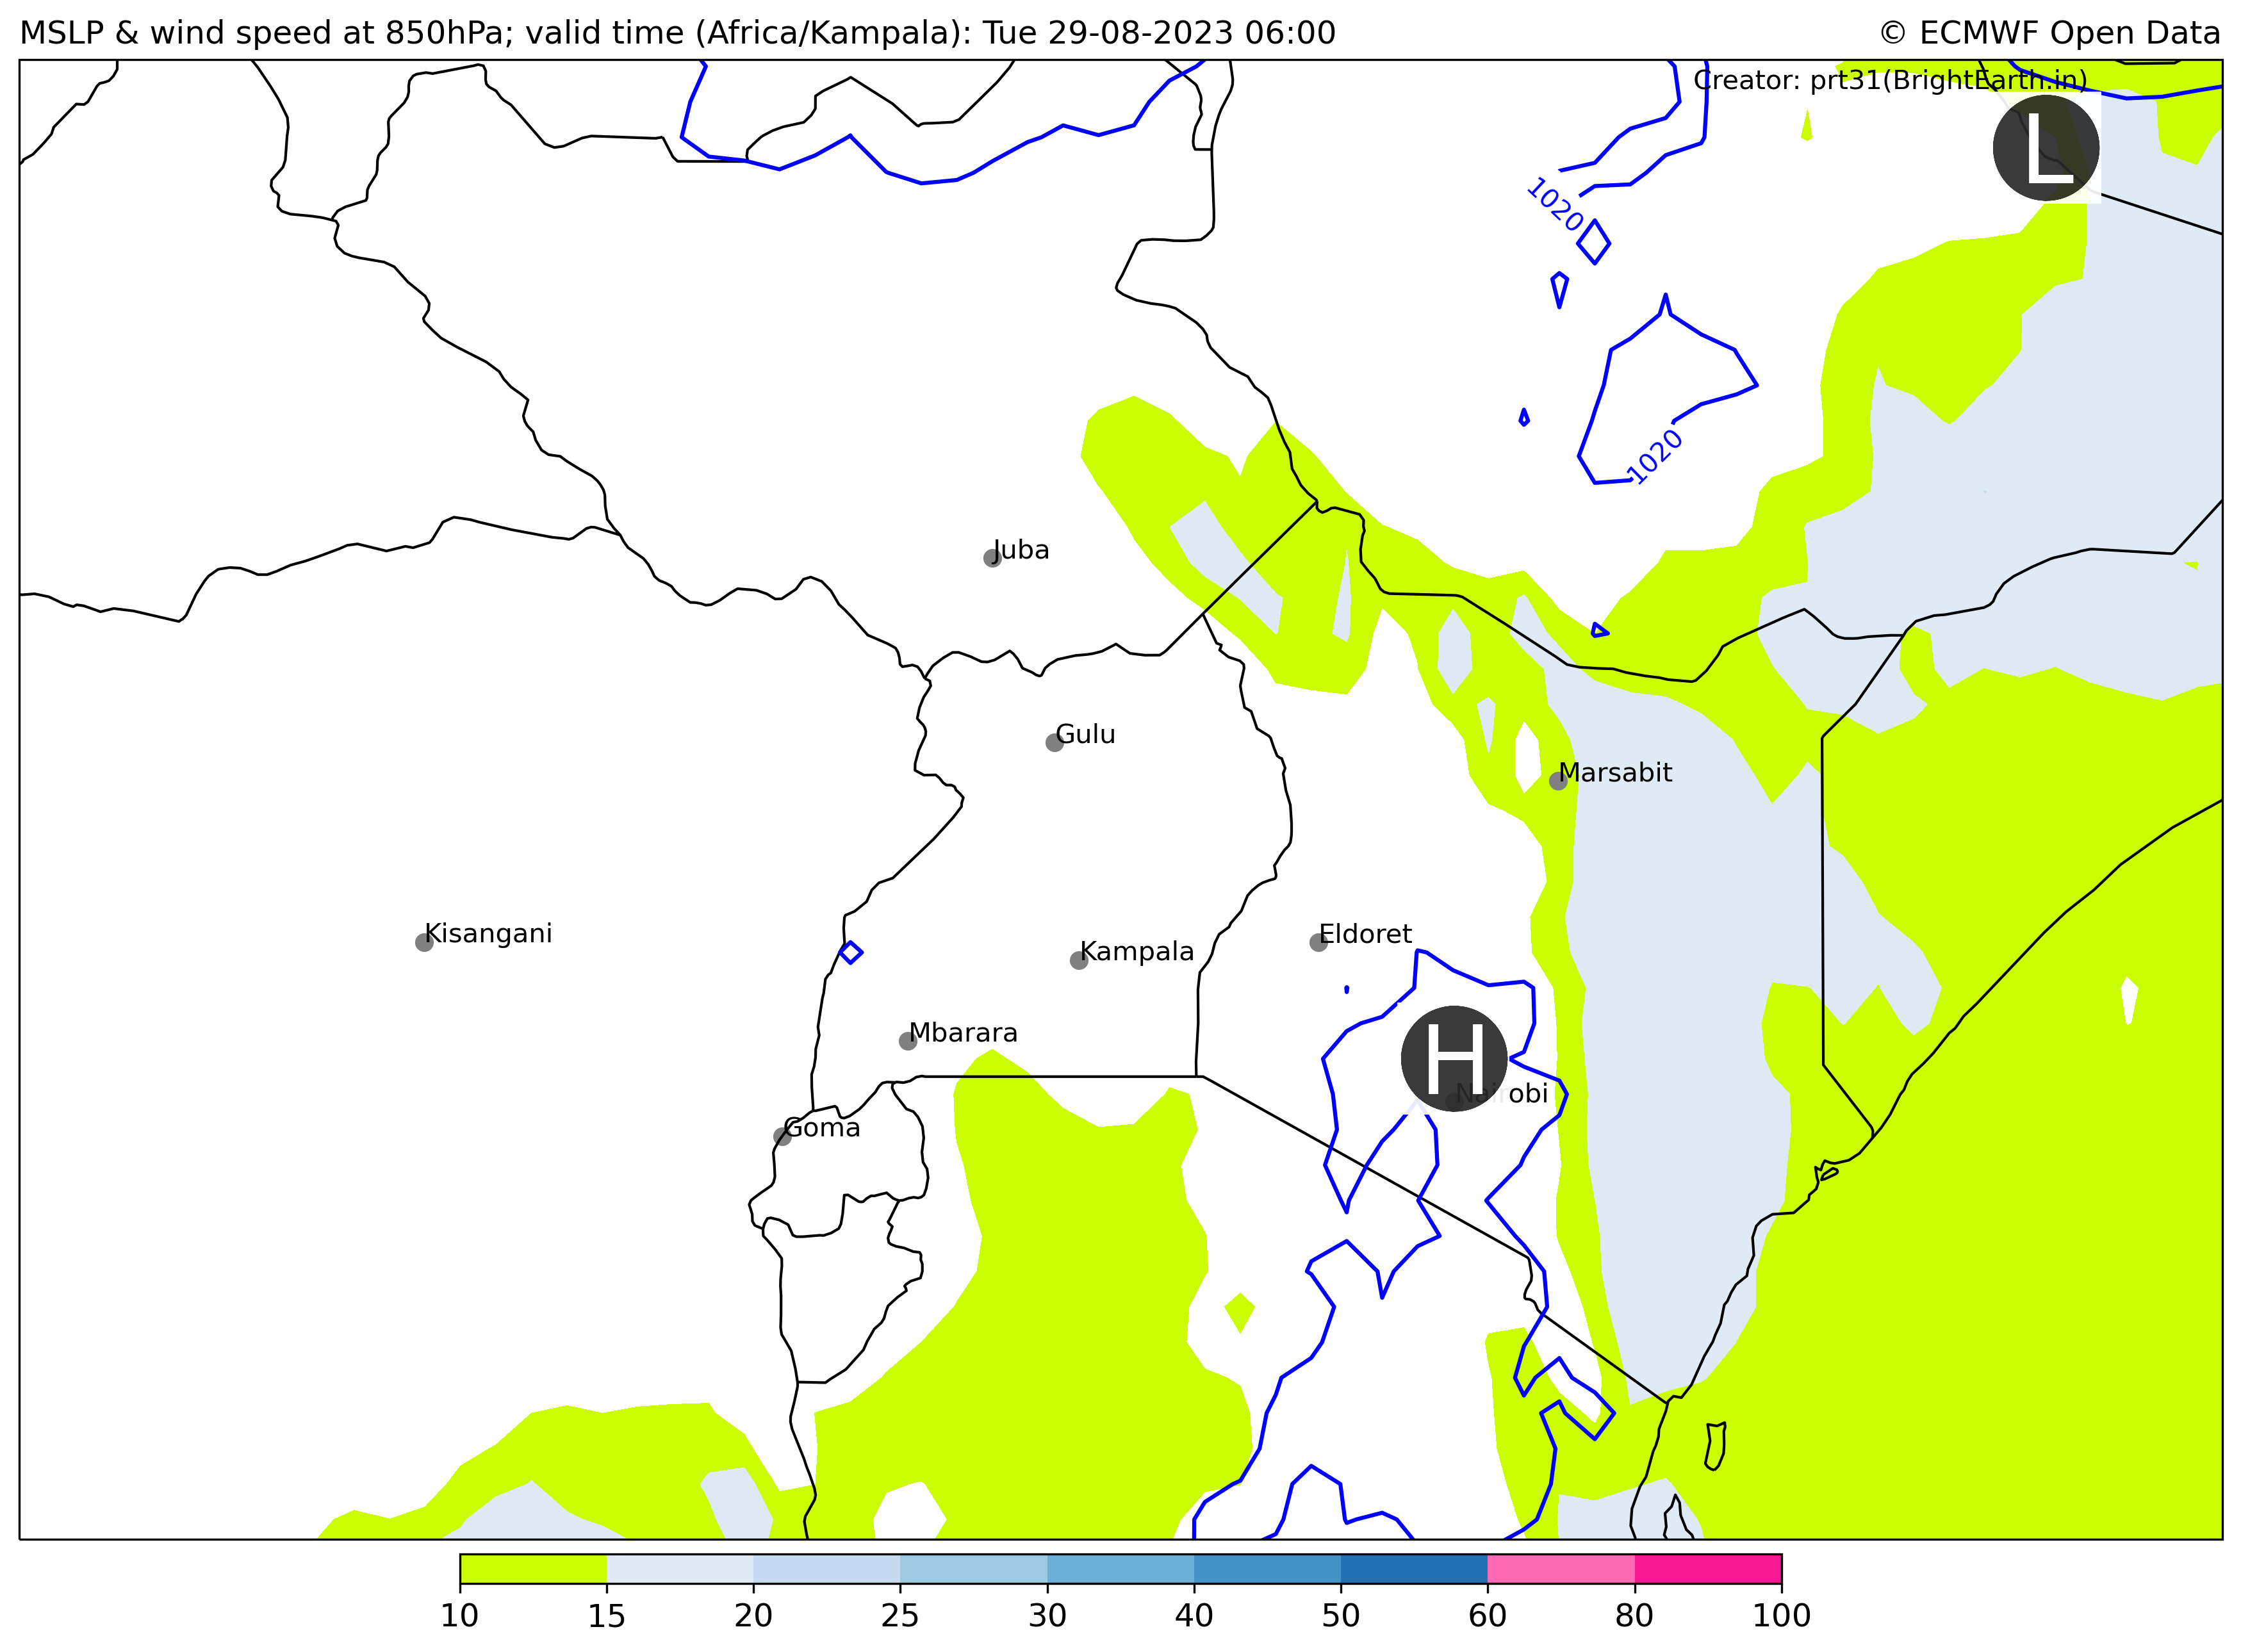 MSLP & wind speed at 850hPa; valid time (Africa/Kampala): Tue 29-08-2023 06:00
© ECMWF Open Data
Creator: prt31(BrightEarth.in)
L
1020
1020
Juba
Gulu
Marsabit
Kisangani
Eldoret
Kampala
Mbarara
H
Nairobi
Goma
10 15 20 25 30 40 50 60 80 100